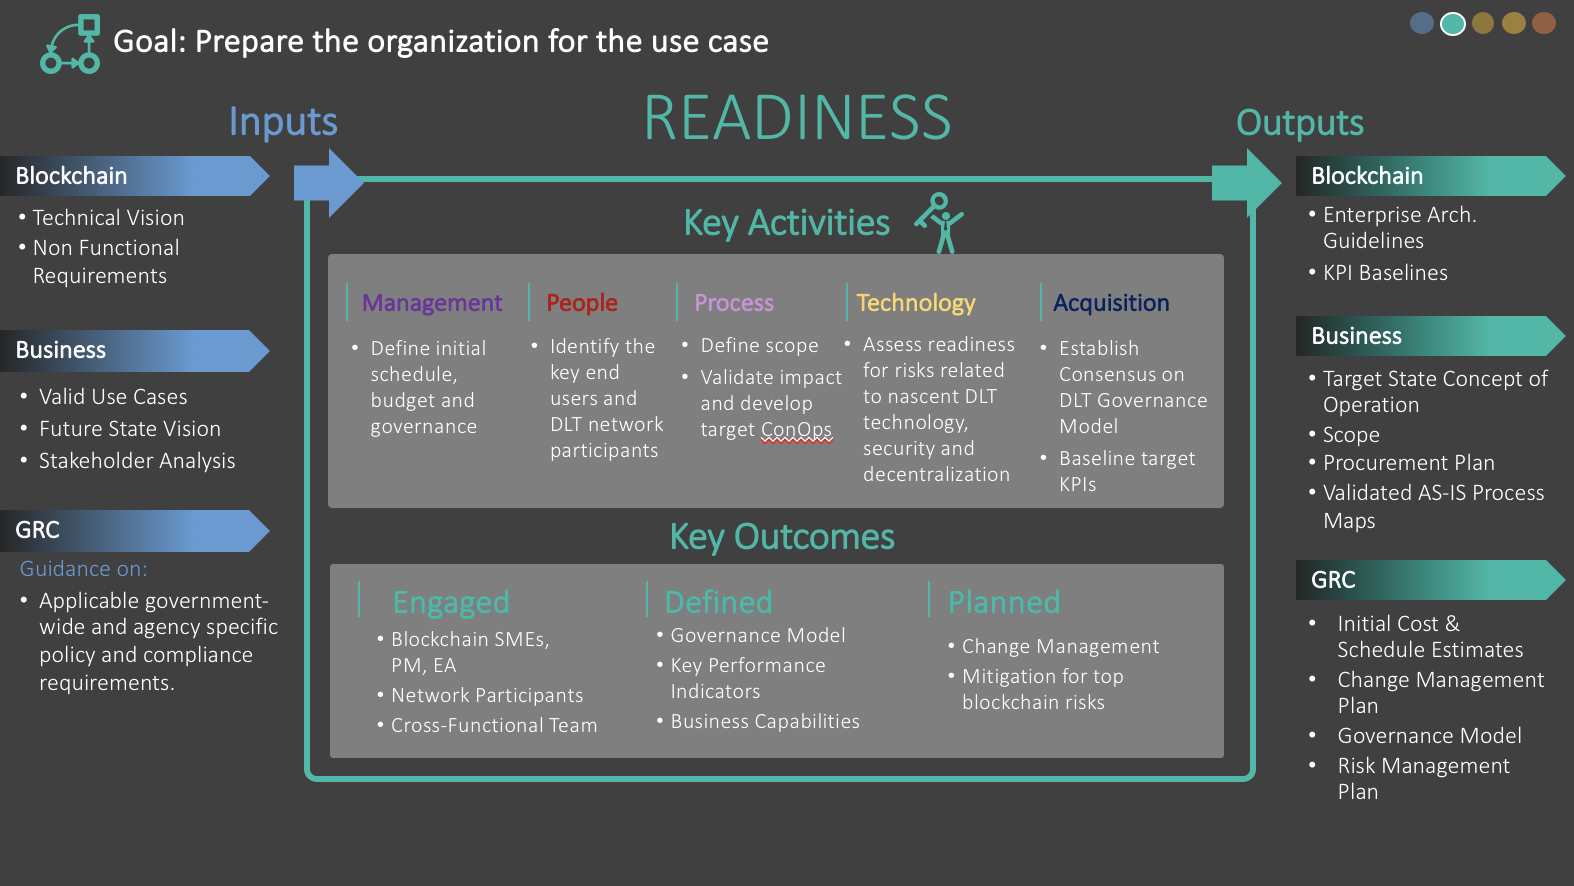 Goal: Prepare the organization for the use case
READINESS
Inputs
Blockchain
• Technical Vision
• Non Functional
Requirements
Business
• Valid Use Cases
• Future State Vision
• Stakeholder Analysis
GRC
Guidance on:
• Applicable government-
wide and agency specific
policy and compliance
requirements.
Key Activities
Management
• Define initial
schedule,
budget and
governance
People
• Identify the
key end
users and
DLT network
participants
Process
• Define scope
• Validate impact
and develop
target ConOps
Technology
• Assess readiness
for risks related
to nascent DLT
technology,
security and
decentralization
Acquisition
• Establish
Consensus on
DLT Governance
Model
• Baseline target
KPIs
Key Outcomes
Engaged
• Blockchain SMEs,
PM, EA
• Network Participants
• Cross-Functional Team
Defined
• Governance Model
• Key Performance
Indicators
• Business Capabilities
Planned
• Change Management
• Mitigation for top
blockchain risks
Outputs
Blockchain
• Enterprise Arch.
Guidelines
• KPI Baselines
Business
• Target State Concept of
Operation
• Scope
• Procurement Plan
• Validated AS-IS Process
Maps
GRC
• Initial Cost &
Schedule Estimates
• Change Management
Plan
• Governance Model
• Risk Management
Plan